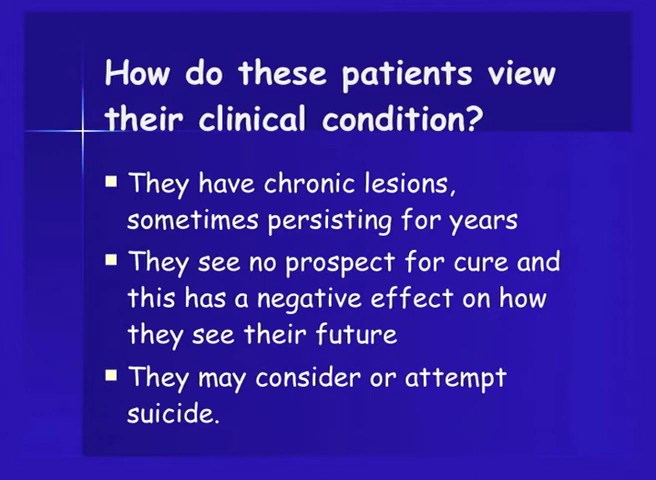 How do these patients view
their clinical condition?
■ They have chronic lesions,
sometimes persisting for years
■ They see no prospect for cure and
this has a negative effect on how
they see their future
■ They may consider or attempt
suicide.